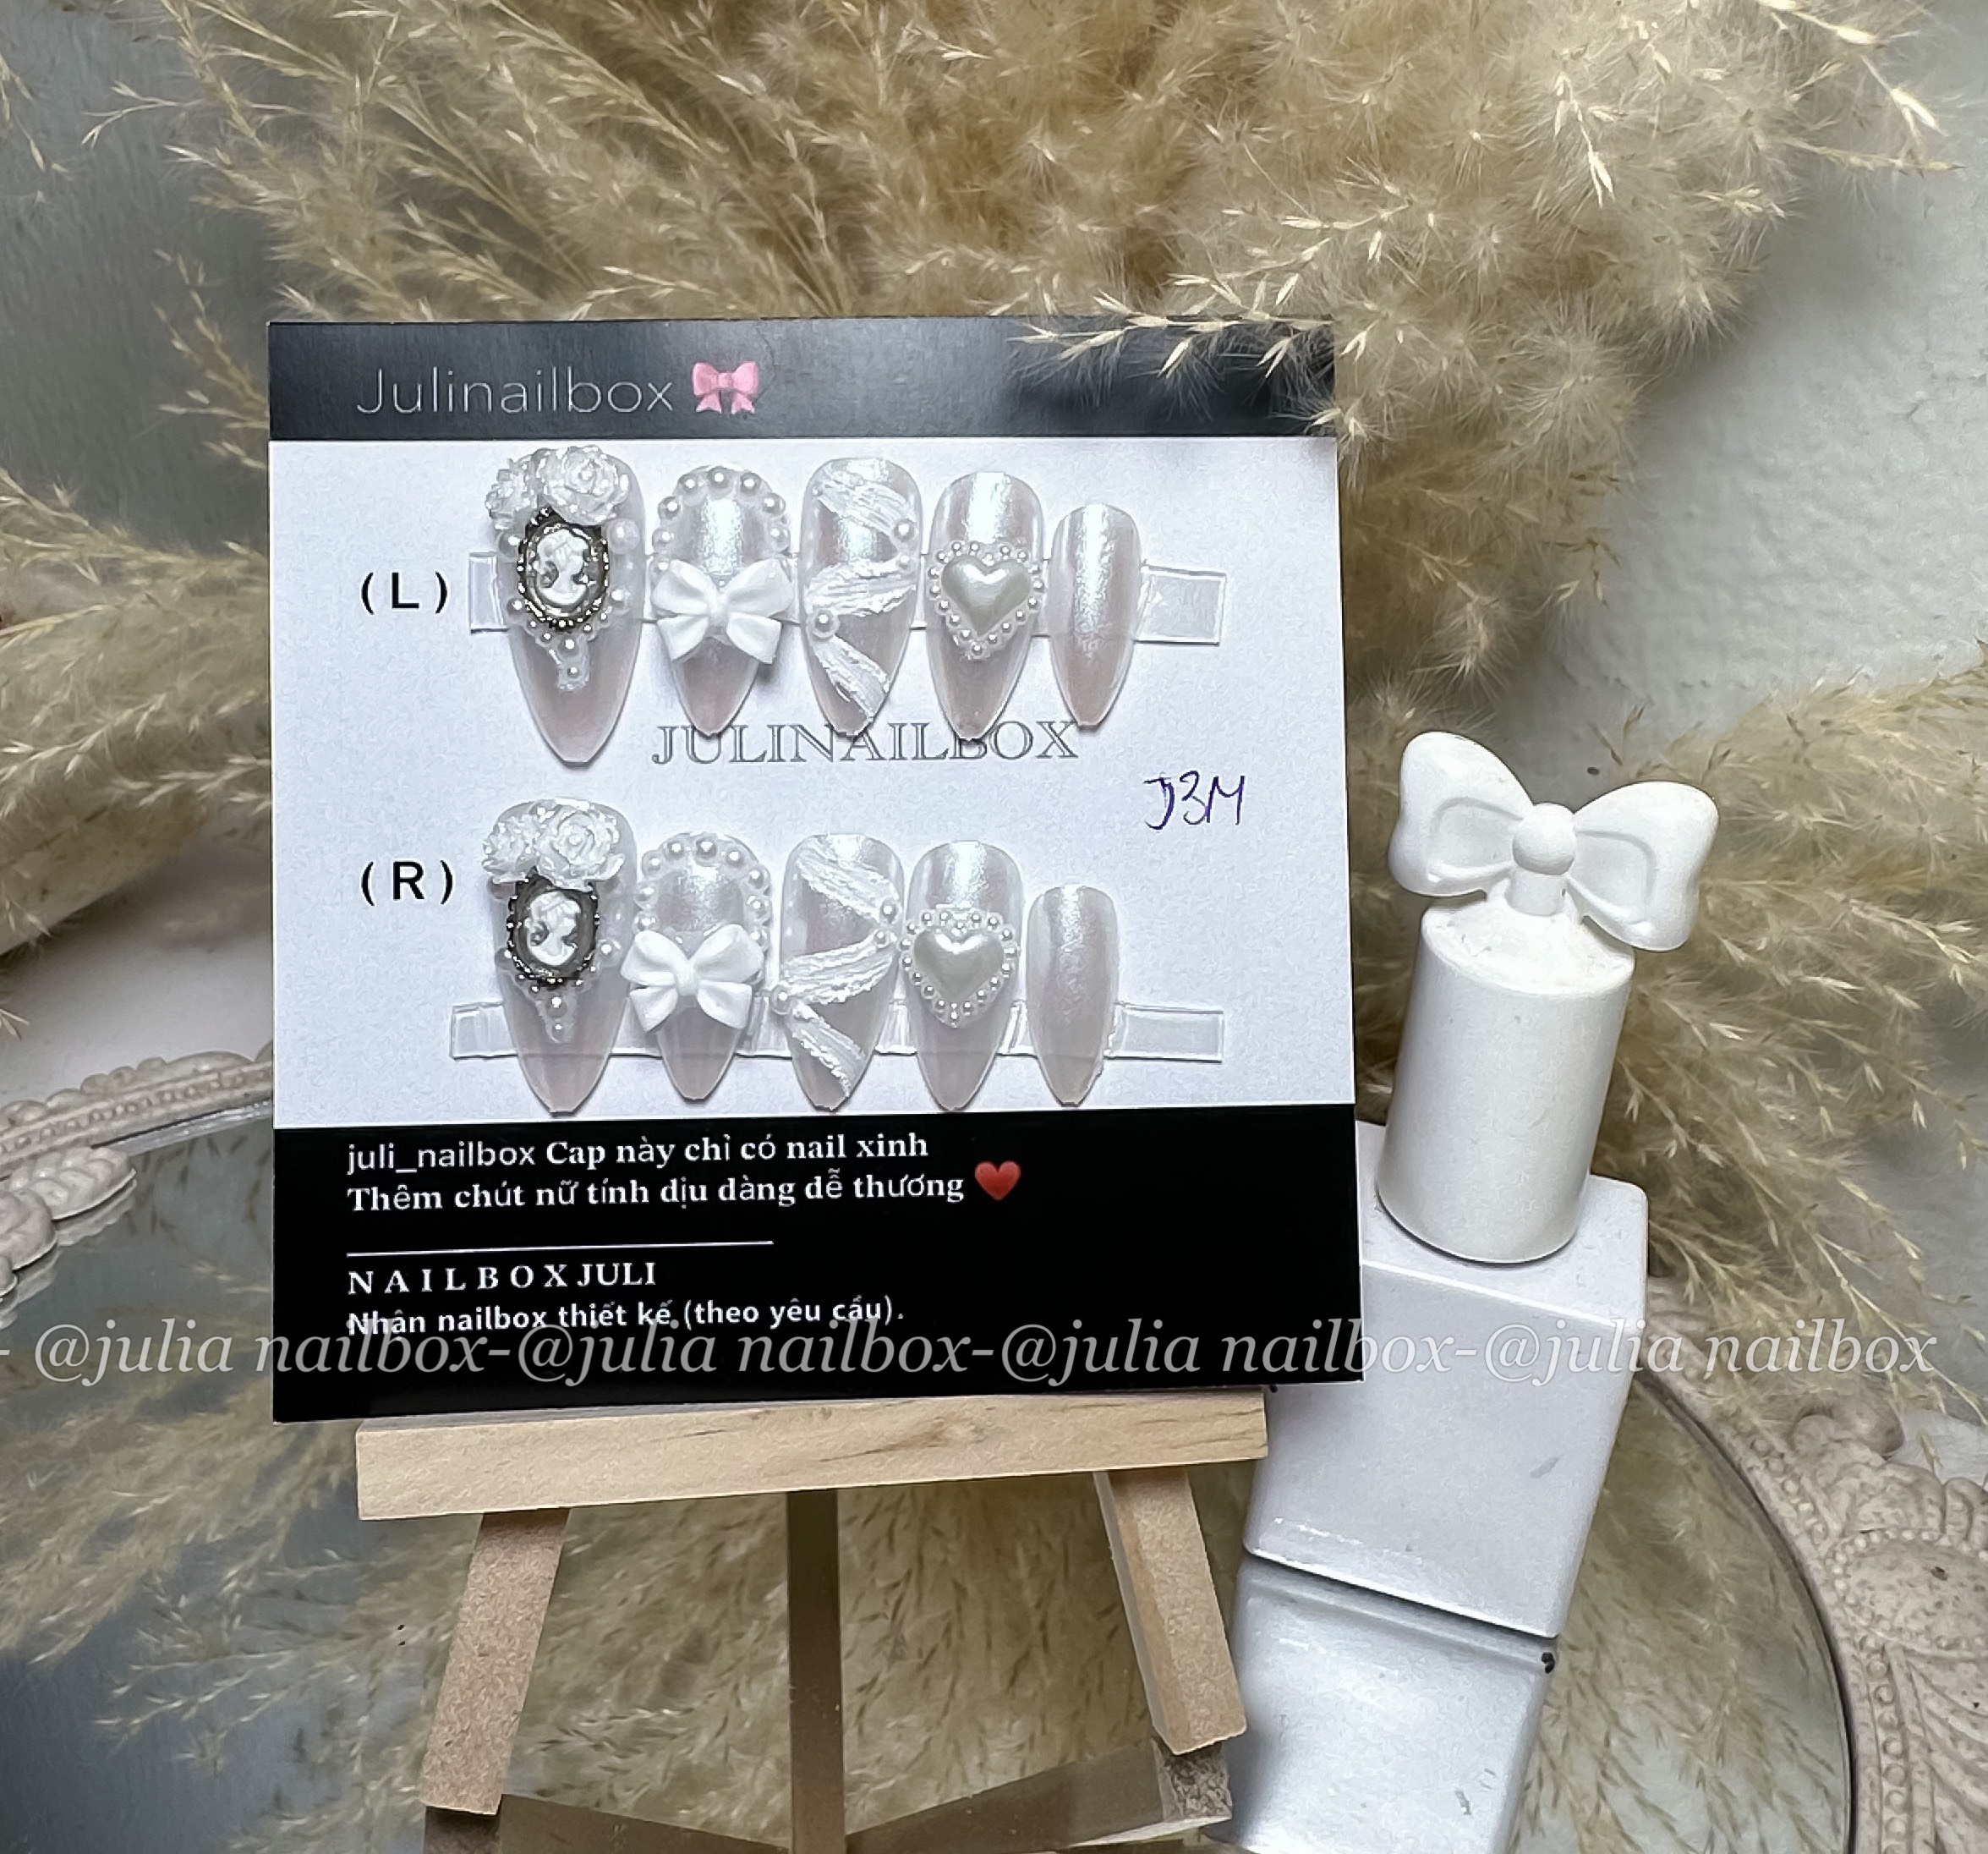 Julinailbox 🎀
(L)
JULINAILBOX
J3M
(R)
juli_nailbox Cap này chỉ có nail xinh
Thêm chút nữ tính dịu dàng dễ thương ❤️
N A I L B O X JULI
Nhận nailbox thiết kế (theo yêu cầu).
- @julia nailbox-@julia nailbox-@julia nailbox-@julia nailbox